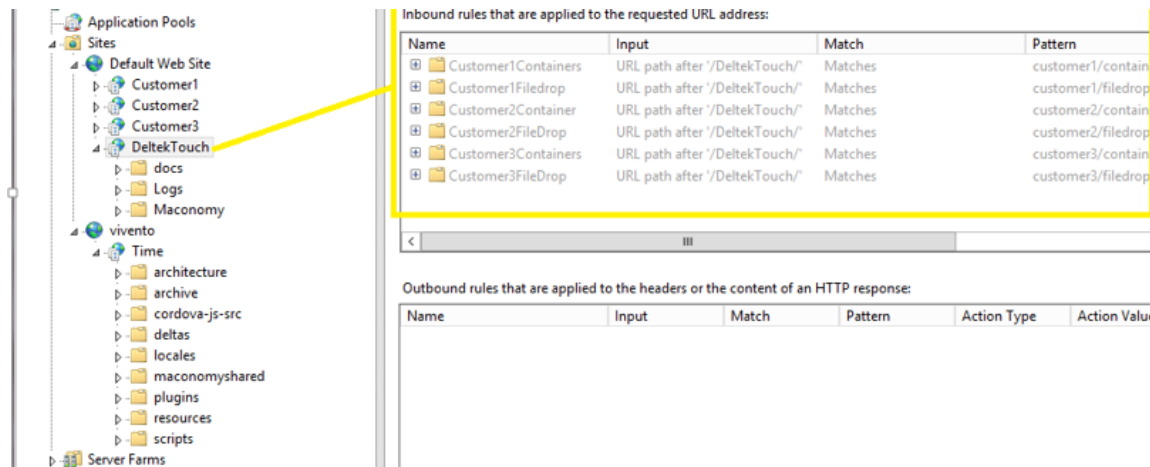 Application Pools
Sites
Default Web Site
Customer1
Customer2
Customer3
DeltekTouch
docs
Logs
Maconomy
vivento
Time
architecture
archive
cordova-js-src
deltas
locales
maconomyshared
plugins
resources
scripts
Server Farms
Inbound rules that are applied to the requested URL address:
Name Input Match Pattern
Customer1Containers URL path after '/DeltekTouch/' Matches customer1/contain
Customer1Filedrop URL path after '/DeltekTouch/' Matches customer1/filedrop
Customer2Container URL path after '/DeltekTouch/' Matches customer2/contain
Customer2FileDrop URL path after '/DeltekTouch/' Matches customer2/filedrop
Customer3Containers URL path after '/DeltekTouch/' Matches customer3/contain
Customer3FileDrop URL path after '/DeltekTouch/' Matches customer3/filedrop
Outbound rules that are applied to the headers or the content of an HTTP response:
Name Input Match Pattern Action Type Action Value